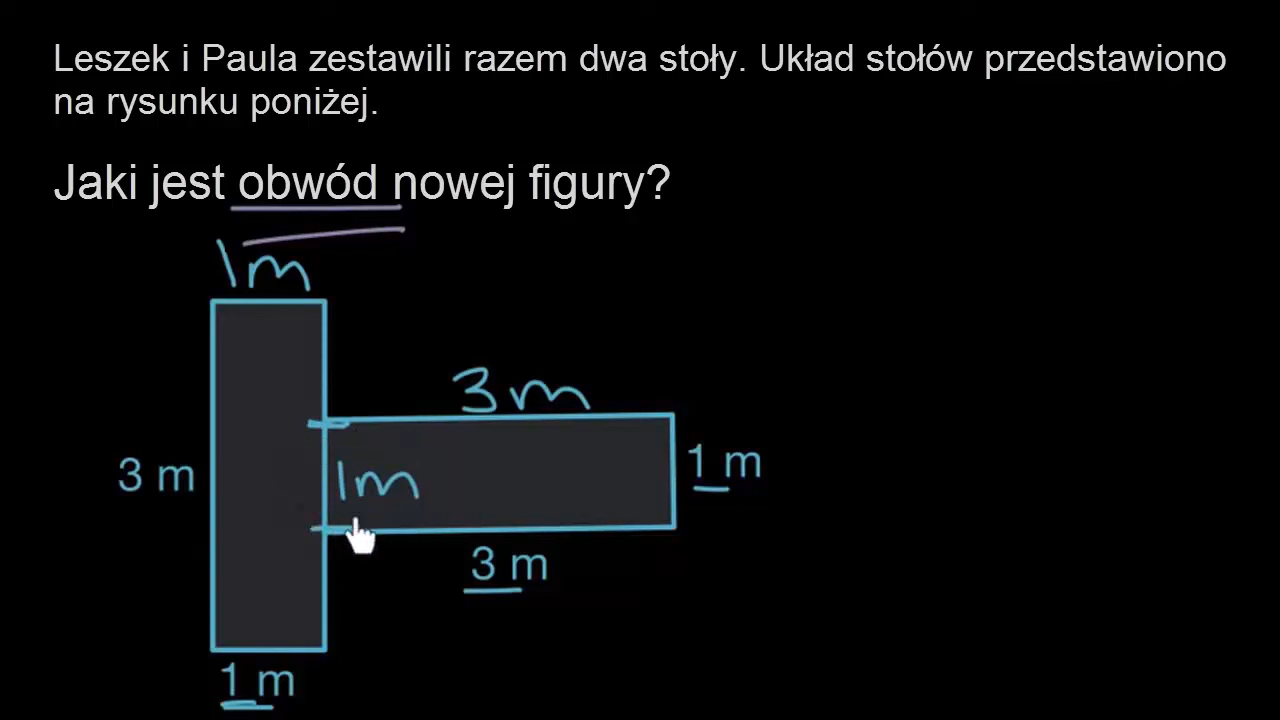 Leszek i Paula zestawili razem dwa stoły. Układ stołów przedstawiono
na rysunku poniżej.
Jaki jest obwód nowej figury?
1m
3m
3 m
1m
1 m
3 m
1 m